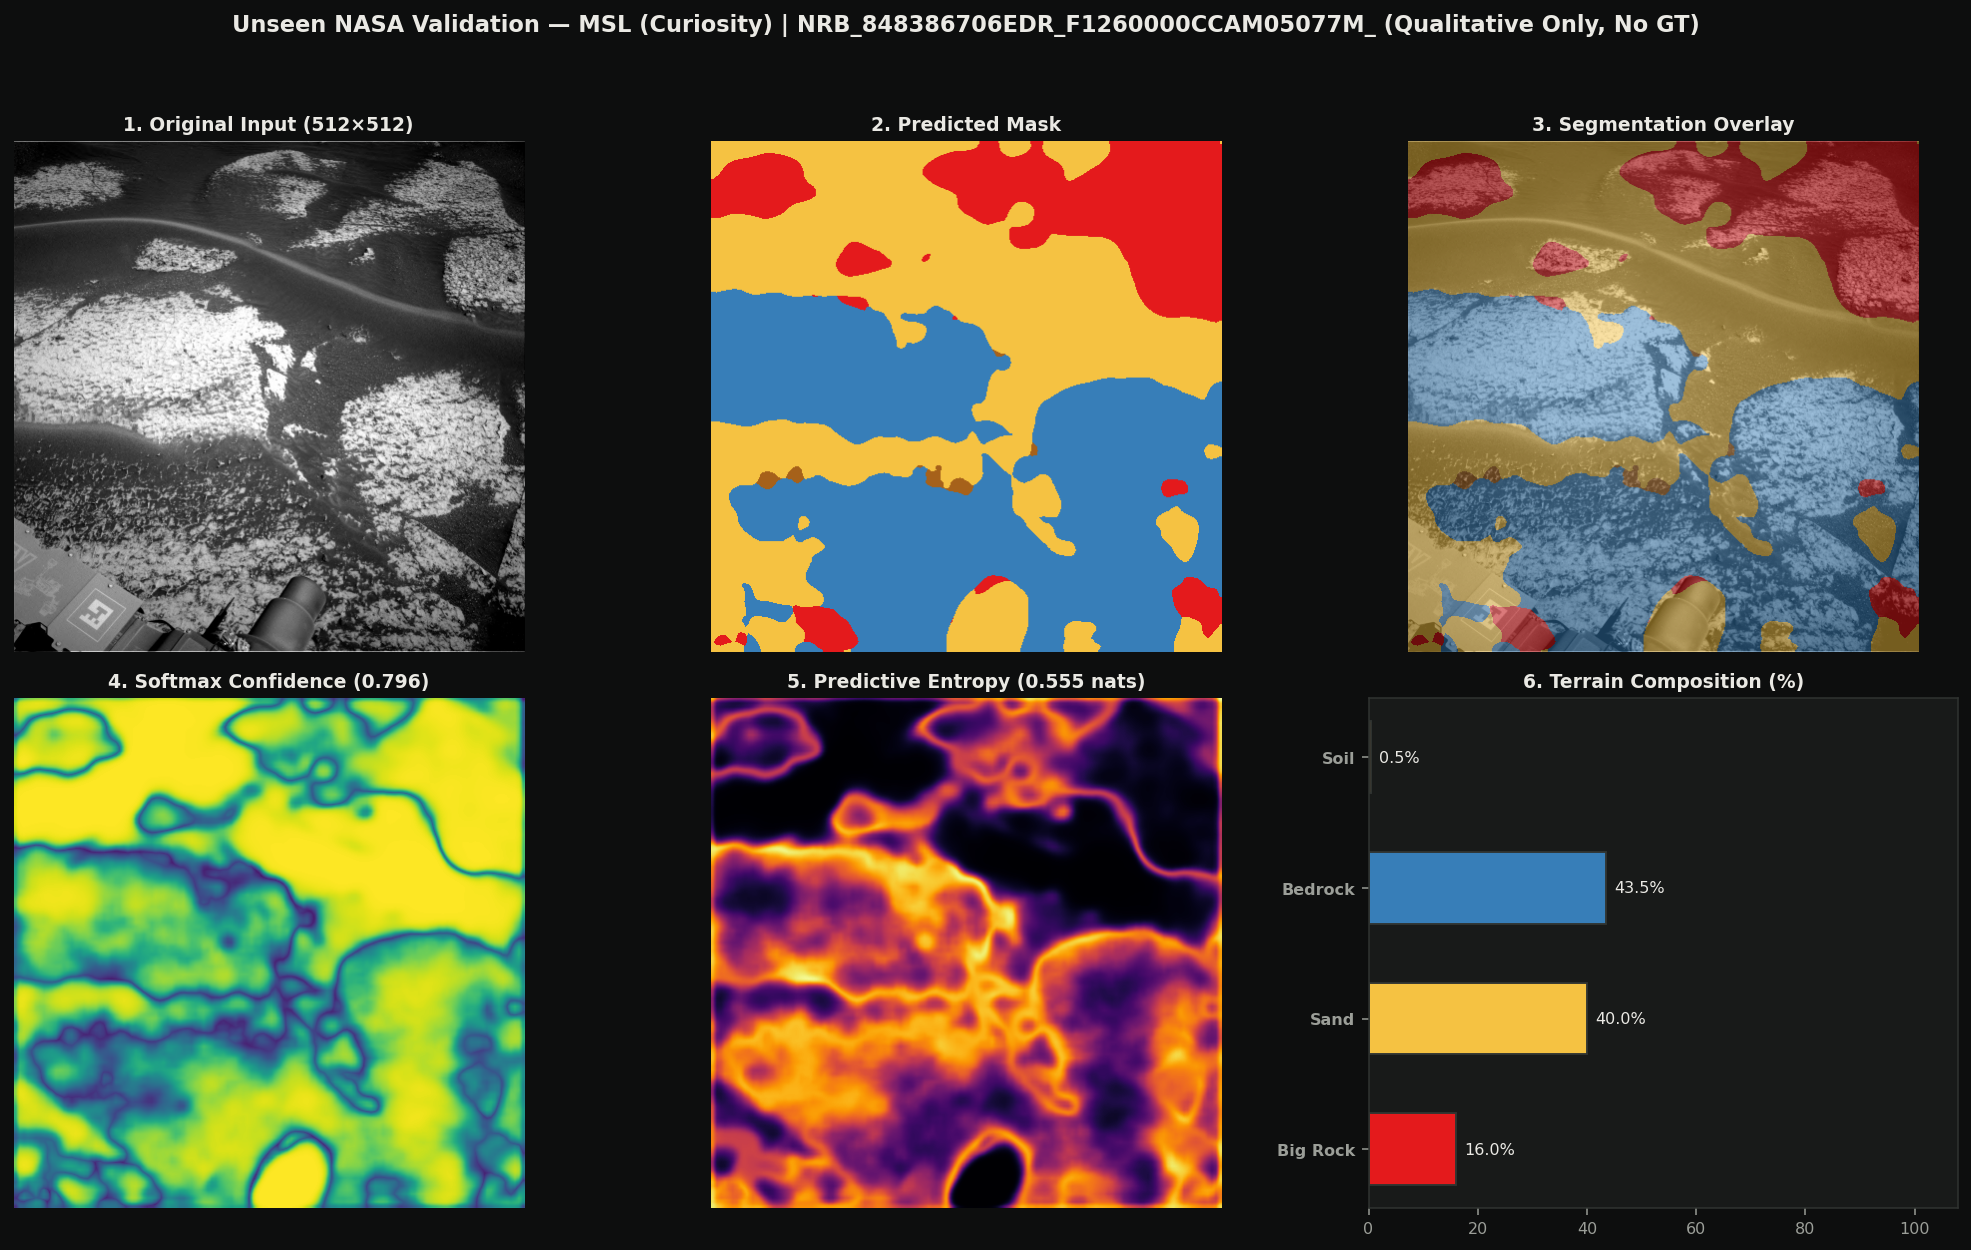 Unseen NASA Validation — MSL (Curiosity) | NRB_848386706EDR_F1260000CCAM05077M_ (Qualitative Only, No GT)
1. Original Input (512×512)
2. Predicted Mask
3. Segmentation Overlay
4. Softmax Confidence (0.796)
5. Predictive Entropy (0.555 nats)
6. Terrain Composition (%)
Soil
0.5%
Bedrock
43.5%
Sand
40.0%
Big Rock
16.0%
0 20 40 60 80 100